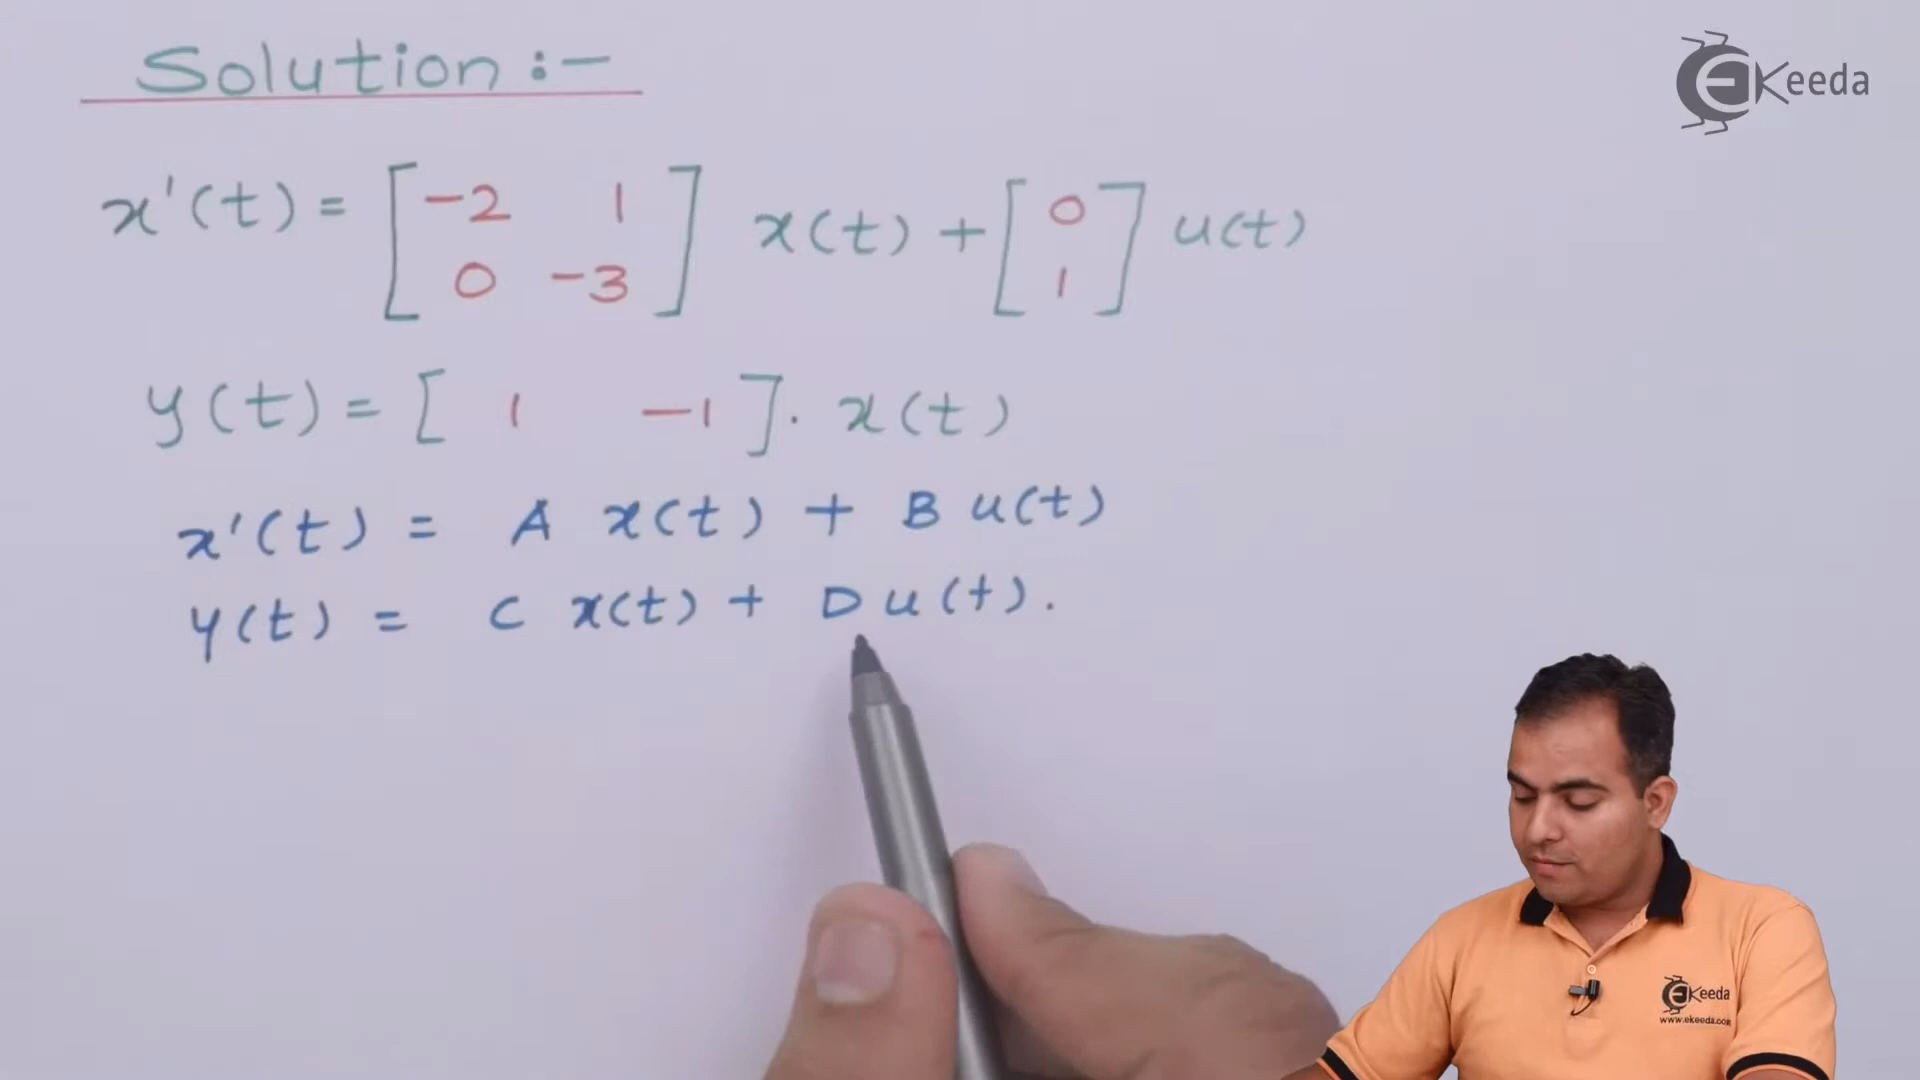 Solution :-
EKeeda
x'(t) = [ -2 1 ] x(t) + [ 0 ] u(t)
0 -3 1
y(t) = [ 1 -1 ] . x(t)
x'(t) = A x(t) + B u(t)
y(t) = C x(t) + D u(t).
EKeeda
www.ekeeda.com